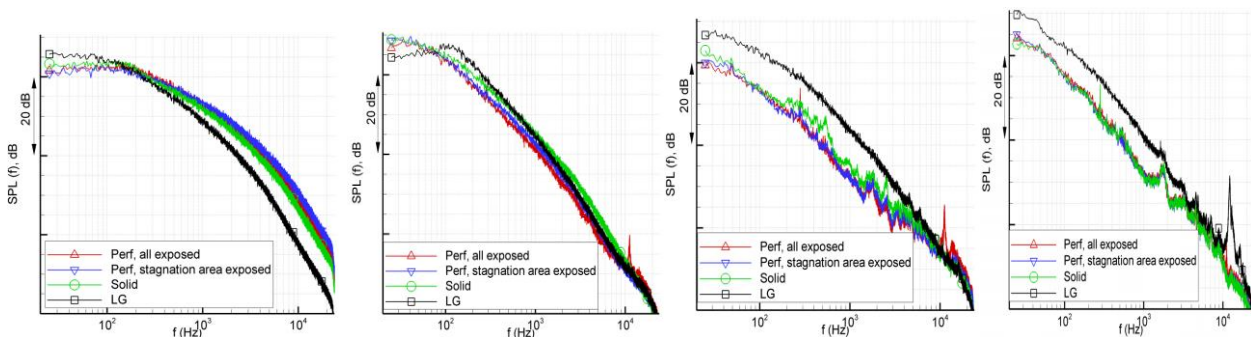 SPL (f), dB
20 dB
Perf, all exposed
Perf, stagnation area exposed
Solid
LG
10² 10³ 10⁴
f (Hz)
SPL (f), dB
20 dB
Perf, all exposed
Perf, stagnation area exposed
Solid
LG
10² 10³ 10⁴
f (Hz)
SPL (f), dB
20 dB
Perf, all exposed
Perf, stagnation area exposed
Solid
LG
10² 10³ 10⁴
f (Hz)
SPL (f), dB
20 dB
Perf, all exposed
Perf, stagnation area exposed
Solid
LG
10² 10³ 10⁴
f (Hz)